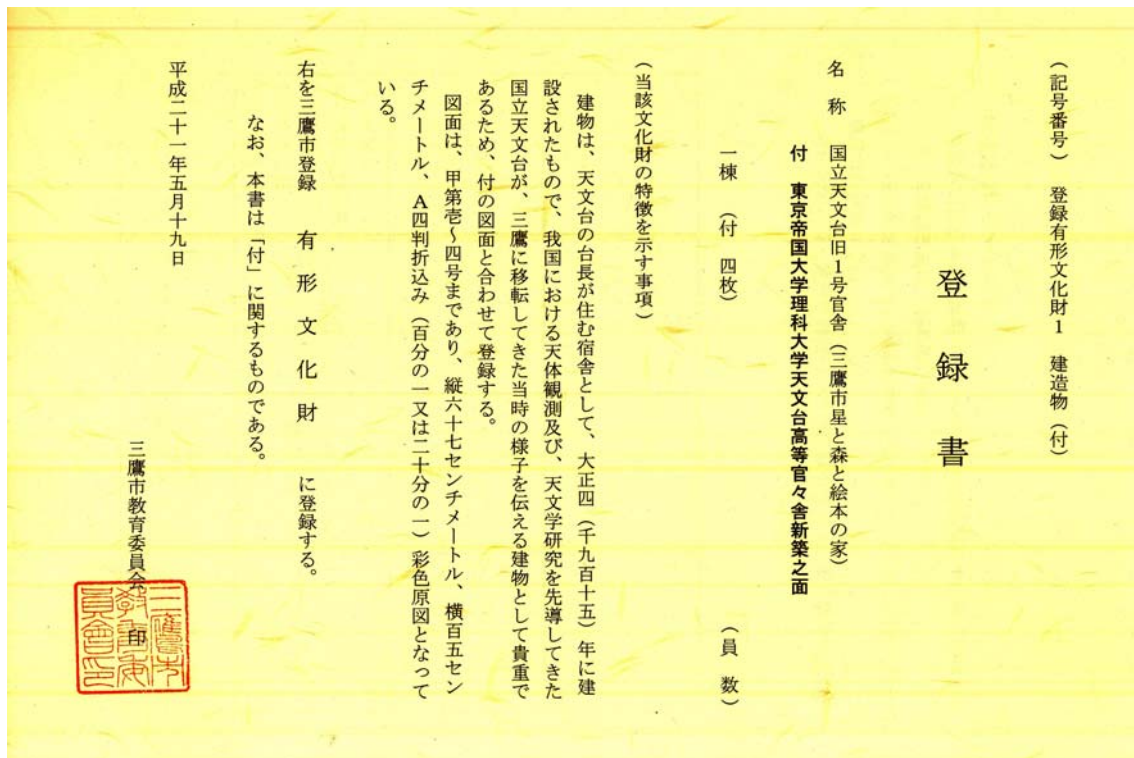 （記号番号）　登録有形文化財１　建造物（付）
登録書
名　称　国立天文台旧１号官舎（三鷹市星と森と絵本の家）
付　東京帝国大学理科大学天文台高等官々舎新築之面
（員　数）
一棟　（付　四枚）
（当該文化財の特徴を示す事項）
建物は、天文台の台長が住む宿舎として、大正四（千九百十五）年に建
設されたもので、我国における天体観測及び、天文学研究を先導してきた
国立天文台が、三鷹に移転してきた当時の様子を伝える建物として貴重で
あるため、付の図面と合わせて登録する。
図面は、甲第壱～四号まであり、縦六十七センチメートル、横百五セン
チメートル、Ａ四判折込み（百分の一又は二十分の一）彩色原図となって
いる。
右を三鷹市登録　有形文化財　に登録する。
なお、本書は「付」に関するものである。
平成二十一年五月十九日
三鷹市教育委員会　印
三鷹市
教育委
員會印